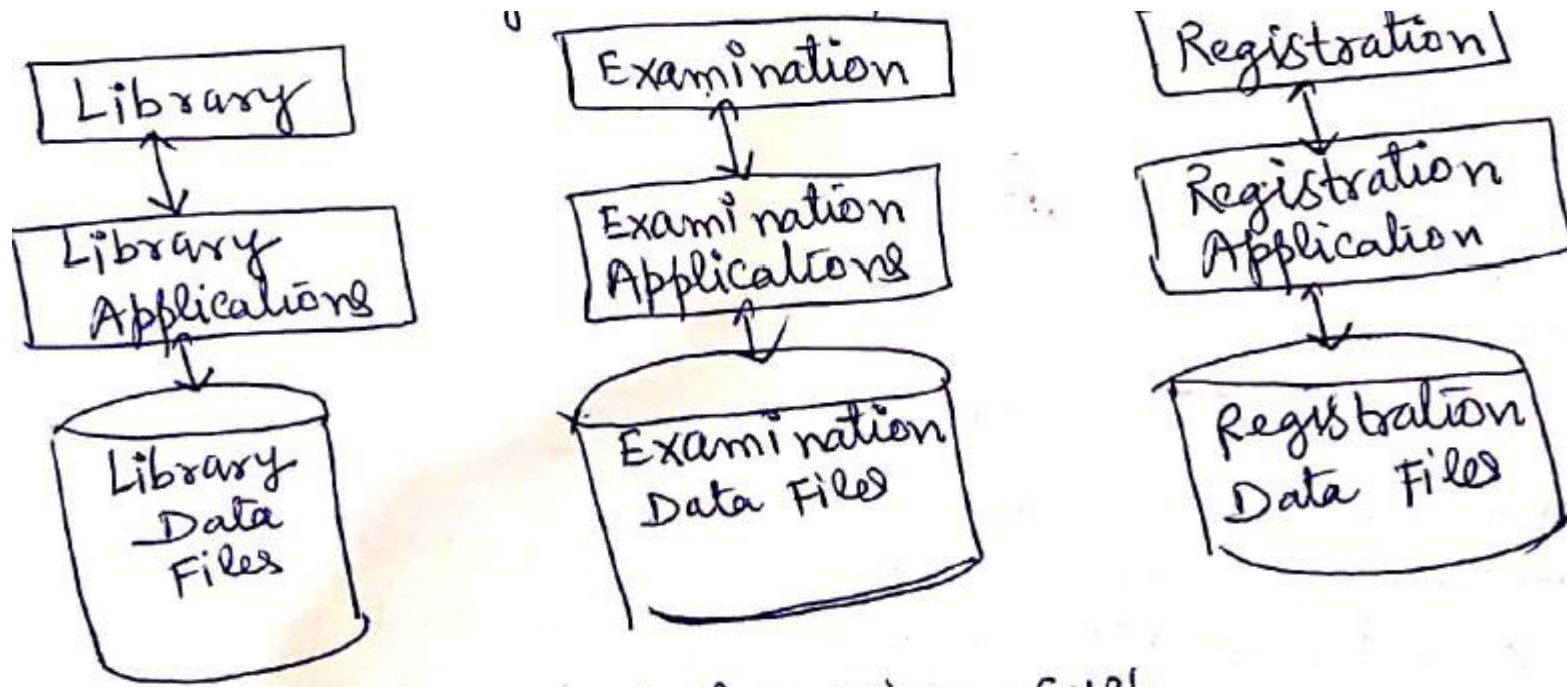 Library
Library
Applications
Library
Data
Files
Examination
Examination
Applications
Examination
Data Files
Registration
Registration
Application
Registration
Data Files